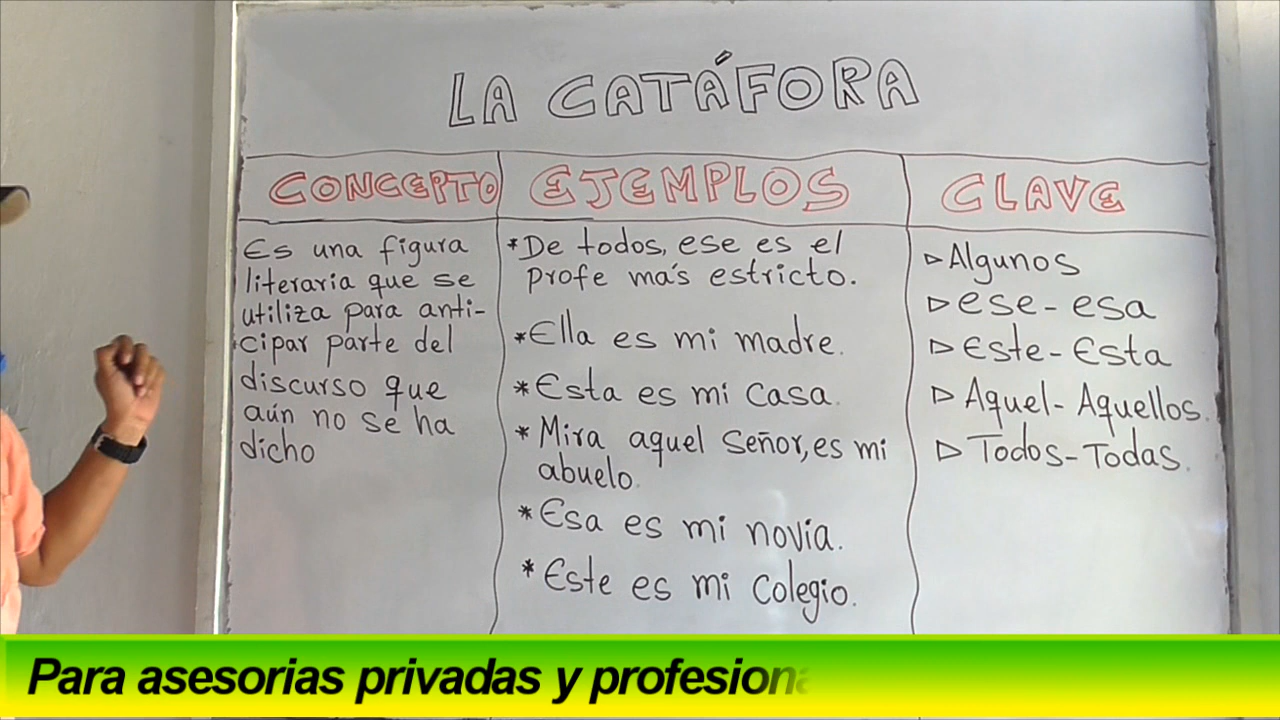 LA CATÁFORA
CONCEPTO
Es una figura
literaria que se
utiliza para anti-
cipar parte del
discurso que
aún no se ha
dicho
EJEMPLOS
*De todos, ese es el
profe más estricto.
*Ella es mi madre.
*Esta es mi casa.
*Mira aquel señor, es mi
abuelo.
*Esa es mi novia.
*Este es mi colegio.
CLAVE
▷Algunos
▷ese-esa
▷Este-Esta
▷Aquel-Aquellos.
▷Todos-Todas.
Para asesorias privadas y profesion